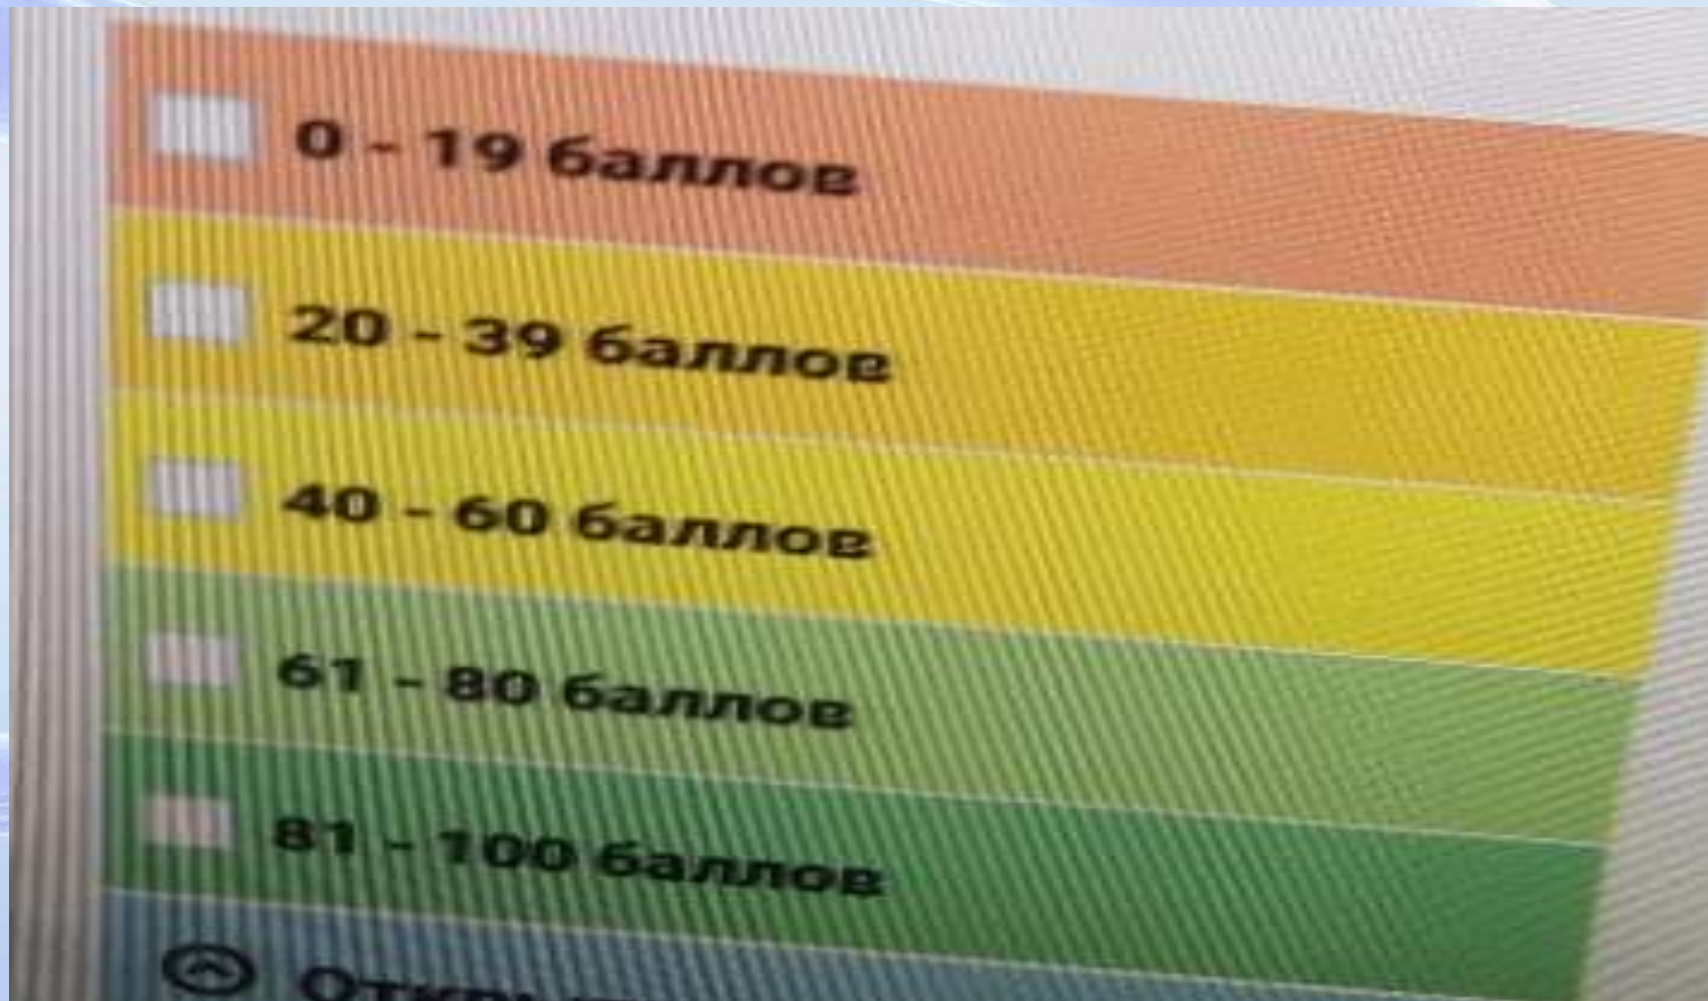 0 - 19 баллов
20 - 39 баллов
40 - 60 баллов
61 - 80 баллов
81 - 100 баллов